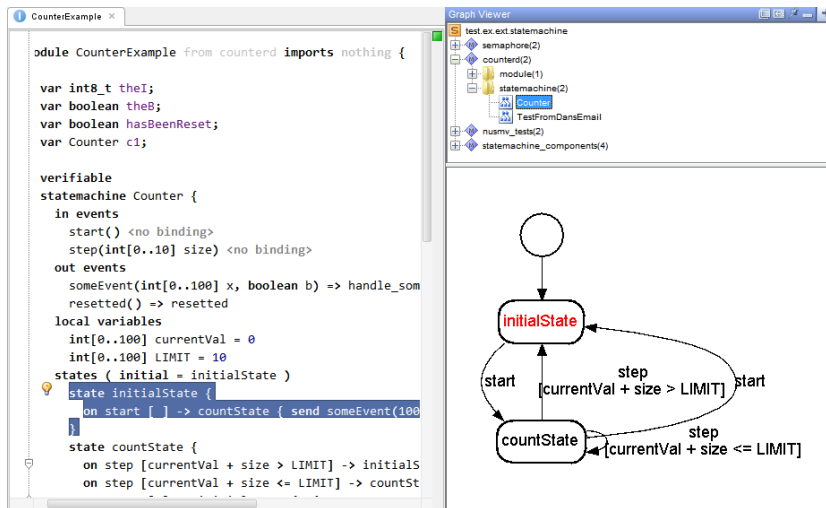 CounterExample ×
odule CounterExample from counterd imports nothing {
var int8_t theI;
var boolean theB;
var boolean hasBeenReset;
var Counter c1;
verifiable
statemachine Counter {
in events
start() <no binding>
step(int[0..10] size) <no binding>
out events
someEvent(int[0..100] x, boolean b) => handle_som
resetted() => resetted
local variables
int[0..100] currentVal = 0
int[0..100] LIMIT = 10
states ( initial = initialState )
state initialState {
on start [ ] -> countState { send someEvent(100
}
state countState {
on step [currentVal + size > LIMIT] -> initialS
on step [currentVal + size <= LIMIT] -> countSt
Graph Viewer
test.ex.ext.statemachine
semaphore(2)
counterd(2)
module(1)
statemachine(2)
Counter
TestFromDansEmail
nusmv_tests(2)
statemachine_components(4)
initialState
start
step
[currentVal + size > LIMIT]
start
countState
step
[currentVal + size <= LIMIT]